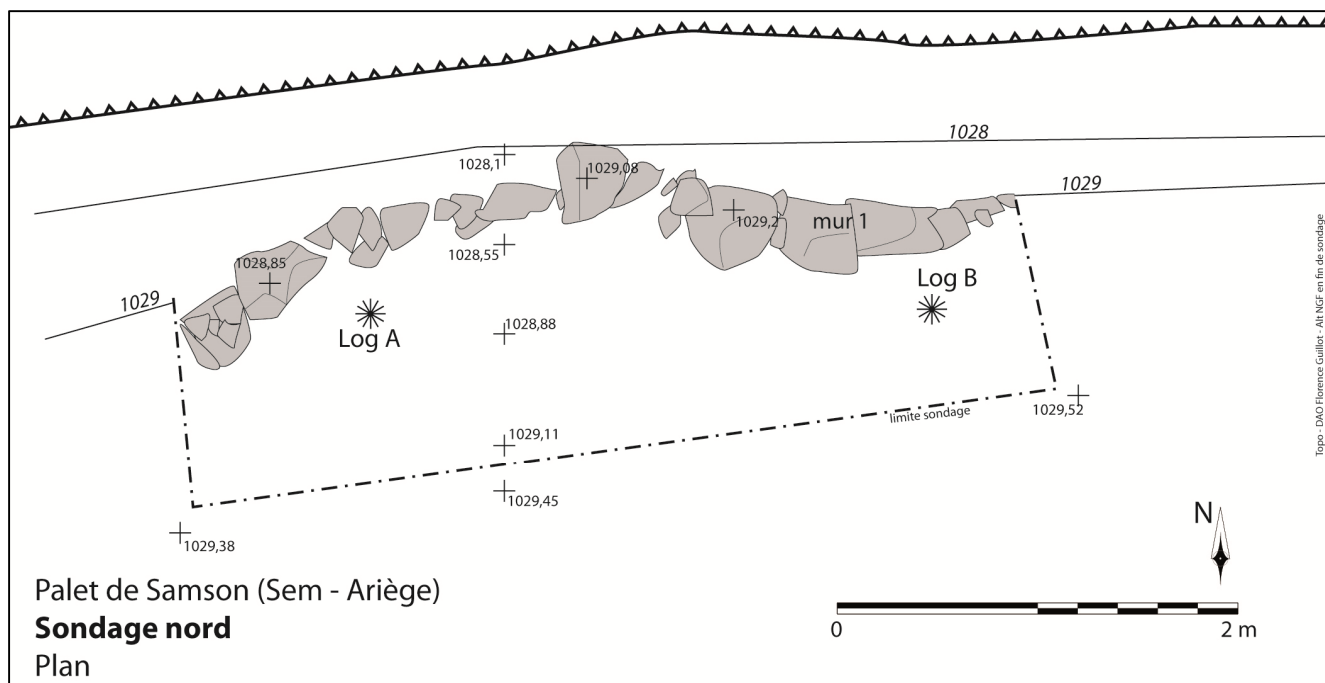 1028
1028,1
1029,08
1029
1029,2
mur 1
1028,55
1028,85
1029
Log A
Log B
1028,88
1029,52
limite sondage
1029,11
1029,45
1029,38
N
Palet de Samson (Sem - Ariège)
Sondage nord
Plan
0
2 m
Topo - DAO Florence Guillot - Alt NGF en fin de sondage